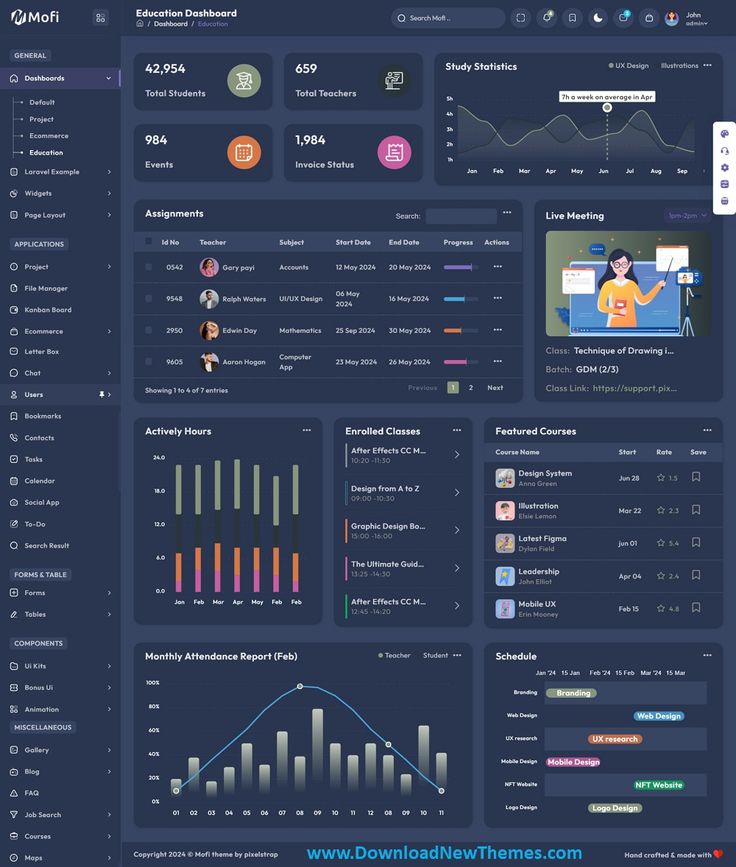 Mofi
Education Dashboard
Dashboard / Education
Search Mofi ..
4
2
John
admin
GENERAL
Dashboards
Default
Project
Ecommerce
Education
Laravel Example
Widgets
Page Layout
APPLICATIONS
Project
File Manager
Kanban Board
Ecommerce
Letter Box
Chat
Users
Bookmarks
Contacts
Tasks
Calendar
Social App
To-Do
Search Result
FORMS & TABLE
Forms
Tables
COMPONENTS
Ui Kits
Bonus Ui
Animation
MISCELLANEOUS
Gallery
Blog
FAQ
Job Search
Courses
Maps
42,954
Total Students
659
Total Teachers
984
Events
1,984
Invoice Status
Study Statistics
UX Design Illustrations
7h a week on average in Apr
5h
4h
3h
2h
1h
Jan Feb Mar Apr May Jun Jul Aug Sep
Assignments
Search:
Id No Teacher Subject Start Date End Date Progress Actions
0542 Gary payi Accounts 12 May 2024 20 May 2024
9548 Ralph Waters UI/UX Design 06 May
2024 16 May 2024
2950 Edwin Day Mathematics 25 Sep 2024 30 May 2024
9605 Aaron Hogan Computer
App 23 May 2024 26 May 2024
Showing 1 to 4 of 7 entries
Previous 1 2 Next
Live Meeting
1pm-2pm
Class: Technique of Drawing i...
Batch: GDM (2/3)
Class Link: https://support.pix...
Actively Hours
24.0
18.0
12.0
6.0
0.0
Jan Feb Mar Apr May Feb Feb
Enrolled Classes
After Effects CC M...
10:20 -11:30
Design from A to Z
09:00 -10:30
Graphic Design Bo...
15:00 -16:00
The Ultimate Guid...
13:25 -14:30
After Effects CC M...
12:45 -14:20
Featured Courses
Course Name Start Rate Save
Design System
Anna Green
Jun 28 1.5
Illustration
Elsie Lemon
Mar 22 2.3
Latest Figma
Dylan Field
jun 01 5.4
Leadership
John Elliot
Apr 04 2.4
Mobile UX
Erin Mooney
Feb 15 4.8
Monthly Attendance Report (Feb)
Teacher Student
100%
80%
60%
40%
20%
0%
01 02 03 04 05 06 07 08 09 09 10 11 08 09 10 11
Schedule
Jan '24 15 Jan Feb '24 15 Feb Mar '24 15 Mar
Branding Branding
Web Design Web Design
UX research UX research
Mobile Design Mobile Design
NFT Website NFT Website
Logo Design Logo Design
Copyright 2024 © Mofi theme by pixelstrap
www.DownloadNewThemes.com
Hand crafted & made with